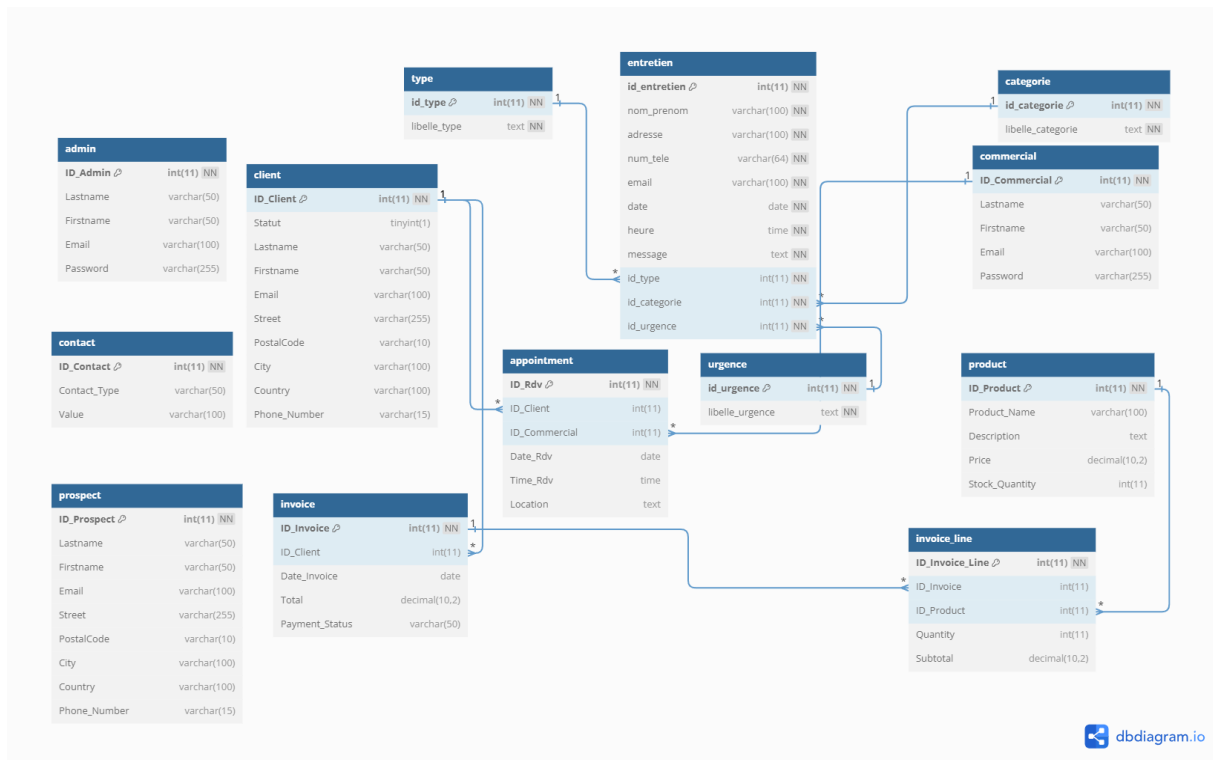 type
id_type int(11) NN
libelle_type text NN
entretien
id_entretien int(11) NN
nom_prenom varchar(100) NN
adresse varchar(100) NN
num_tele varchar(64) NN
email varchar(100) NN
date date NN
heure time NN
message text NN
id_type int(11) NN
id_categorie int(11) NN
id_urgence int(11) NN
categorie
id_categorie int(11) NN
libelle_categorie text NN
commercial
ID_Commercial int(11) NN
Lastname varchar(50)
Firstname varchar(50)
Email varchar(100)
Password varchar(255)
admin
ID_Admin int(11) NN
Lastname varchar(50)
Firstname varchar(50)
Email varchar(100)
Password varchar(255)
client
ID_Client int(11) NN
Statut tinyint(1)
Lastname varchar(50)
Firstname varchar(50)
Email varchar(100)
Street varchar(255)
PostalCode varchar(10)
City varchar(100)
Country varchar(100)
Phone_Number varchar(15)
contact
ID_Contact int(11) NN
Contact_Type varchar(50)
Value varchar(100)
appointment
ID_Rdv int(11) NN
ID_Client int(11)
ID_Commercial int(11)
Date_Rdv date
Time_Rdv time
Location text
urgence
id_urgence int(11) NN
libelle_urgence text NN
product
ID_Product int(11) NN
Product_Name varchar(100)
Description text
Price decimal(10,2)
Stock_Quantity int(11)
prospect
ID_Prospect int(11) NN
Lastname varchar(50)
Firstname varchar(50)
Email varchar(100)
Street varchar(255)
PostalCode varchar(10)
City varchar(100)
Country varchar(100)
Phone_Number varchar(15)
invoice
ID_Invoice int(11) NN
ID_Client int(11)
Date_Invoice date
Total decimal(10,2)
Payment_Status varchar(50)
invoice_line
ID_Invoice_Line int(11) NN
ID_Invoice int(11)
ID_Product int(11)
Quantity int(11)
Subtotal decimal(10,2)
1
*
1
*
1
*
1
*
1
*
*
1
*
1
*
dbdiagram.io